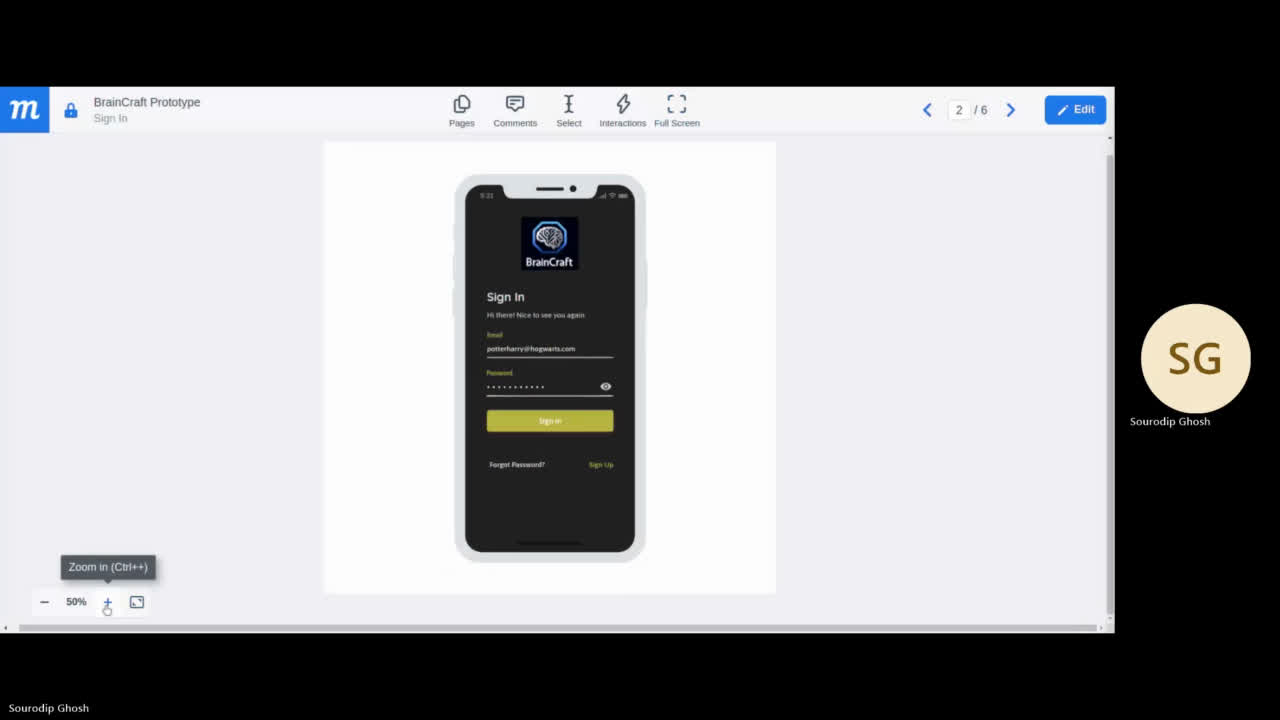 m
BrainCraft Prototype
Sign In
Pages
Comments
Select
Interactions
Full Screen
2 / 6
Edit
9:21
BrainCraft
Sign In
Hi there! Nice to see you again
Email
potterharry@hogwarts.com
Password
Sign in
Forgot Password?
Sign Up
SG
Sourodip Ghosh
Zoom in (Ctrl++)
50%
Sourodip Ghosh